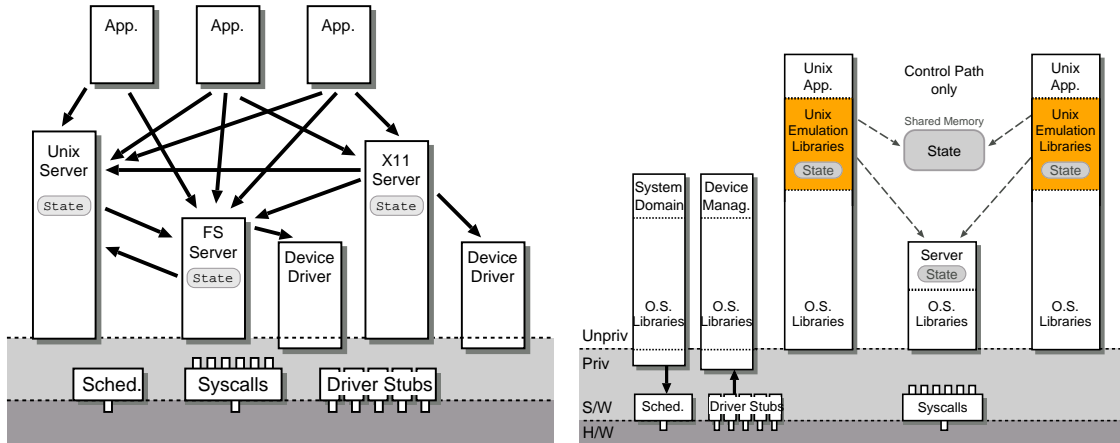 App.
App.
App.
Unix
Server
State
X11
Server
State
FS
Server
State
Device
Driver
Device
Driver
Sched.
Syscalls
Driver Stubs
Unix
App.
Unix
Emulation
Libraries
State
O.S.
Libraries
Control Path
only
Shared Memory
State
Unix
App.
Unix
Emulation
Libraries
State
O.S.
Libraries
System
Domain
O.S.
Libraries
Device
Manag.
O.S.
Libraries
Server
State
O.S.
Libraries
Unpriv
Priv
S/W
H/W
Sched.
Driver Stubs
Syscalls